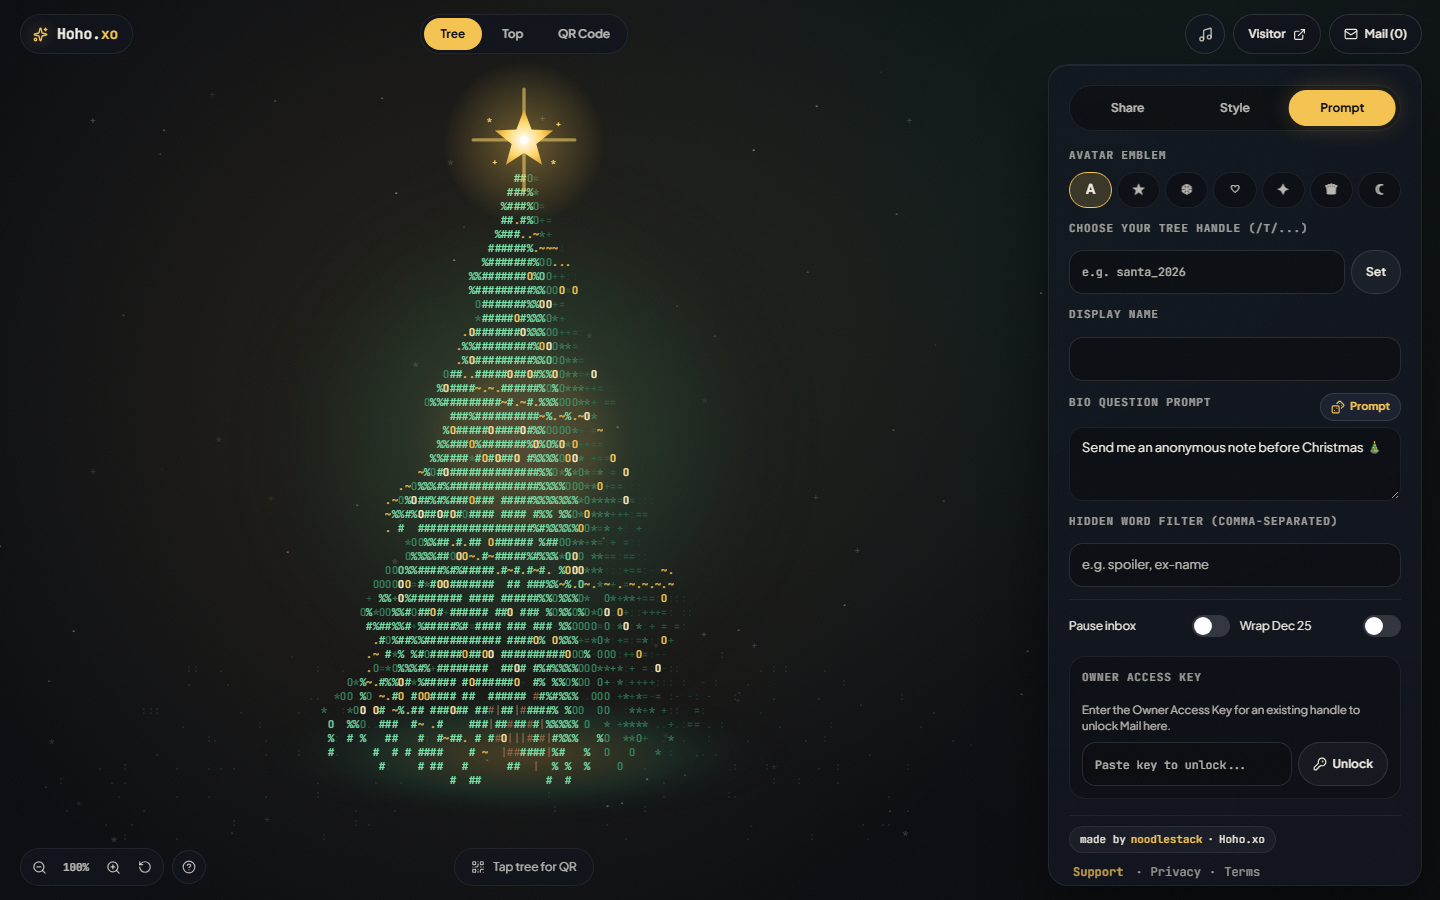 Hoho.xo
Tree
Top
QR Code
Visitor
Mail (0)
Share
Style
Prompt
AVATAR EMBLEM
A
CHOOSE YOUR TREE HANDLE (/T/...)
e.g. santa_2026
Set
DISPLAY NAME
BIO QUESTION PROMPT
Prompt
Send me an anonymous note before Christmas 🎄
HIDDEN WORD FILTER (COMMA-SEPARATED)
e.g. spoiler, ex-name
Pause inbox
Wrap Dec 25
OWNER ACCESS KEY
Enter the Owner Access Key for an existing handle to
unlock Mail here.
Paste key to unlock...
Unlock
made by noodlestack · Hoho.xo
Support · Privacy · Terms
100%
Tap tree for QR